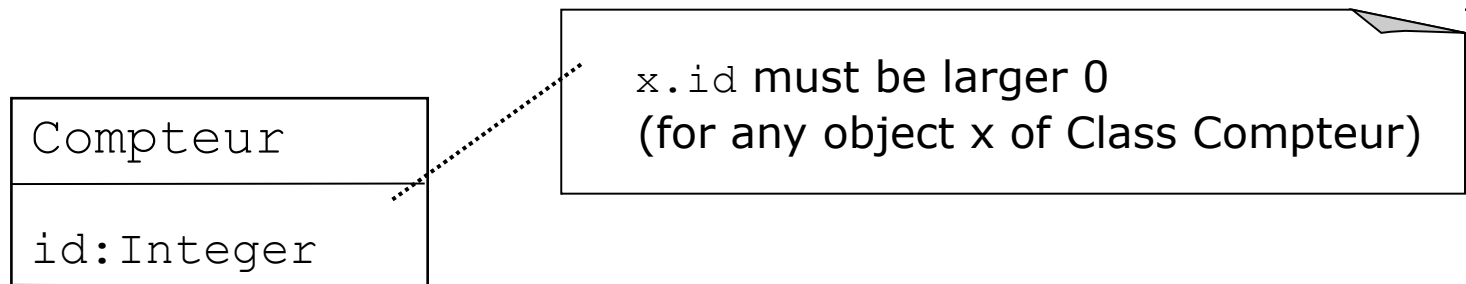 x.id must be larger 0
(for any object x of Class Compteur)
Compteur
id:Integer